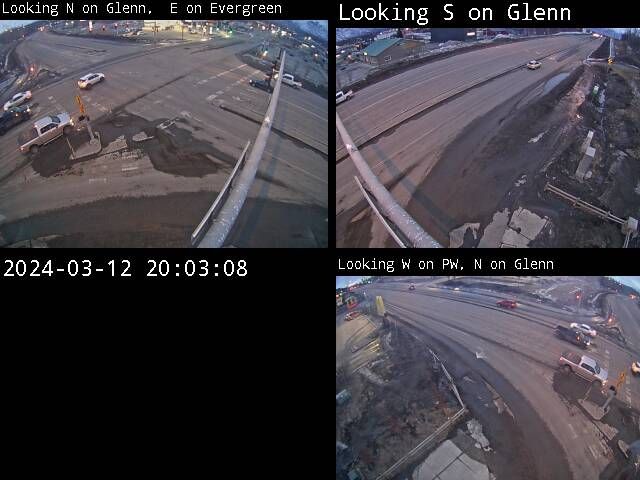 Looking N on Glenn, E on Evergreen
Looking S on Glenn
2024-03-12 20:03:08
Looking W on PW, N on Glenn